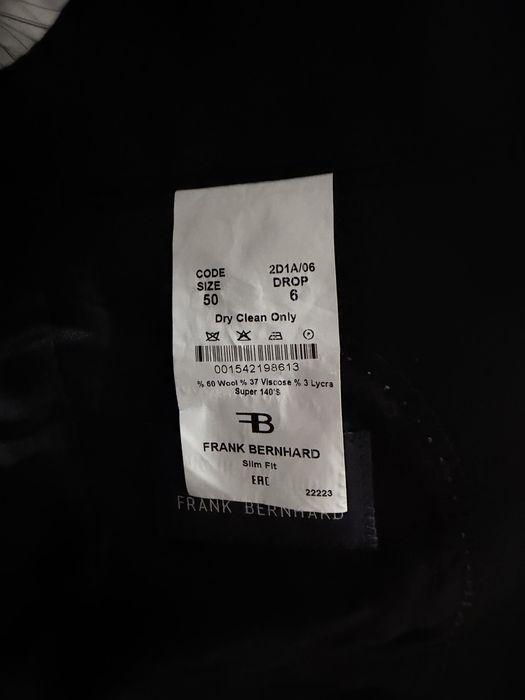 CODE 2D1A/06
SIZE DROP
50 6
Dry Clean Only
001542198613
% 60 Wool % 37 Viscose % 3 Lycra
Super 140'S
FB
FRANK BERNHARD
Slim Fit
EAC
22223
FRANK BERNHARD